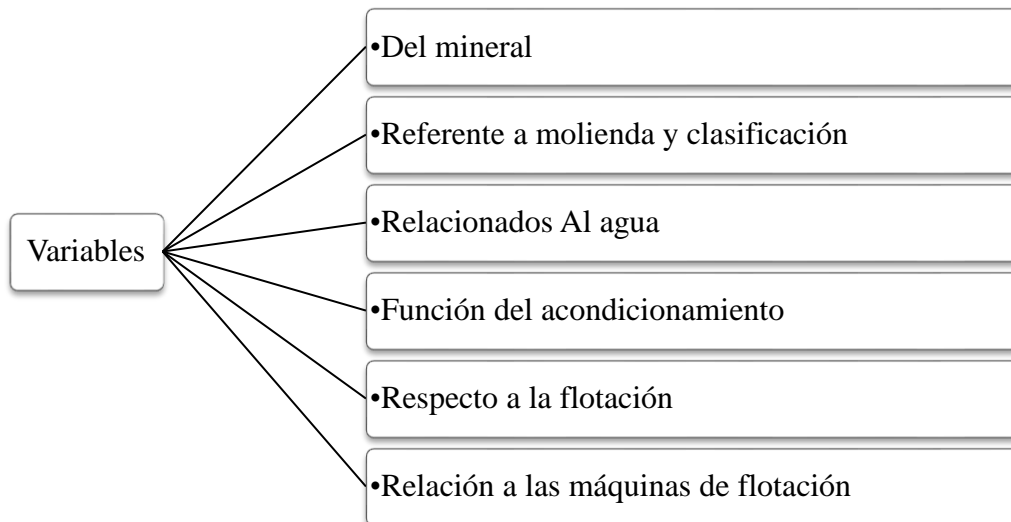 Variables
•Del mineral
•Referente a molienda y clasificación
•Relacionados Al agua
•Función del acondicionamiento
•Respecto a la flotación
•Relación a las máquinas de flotación